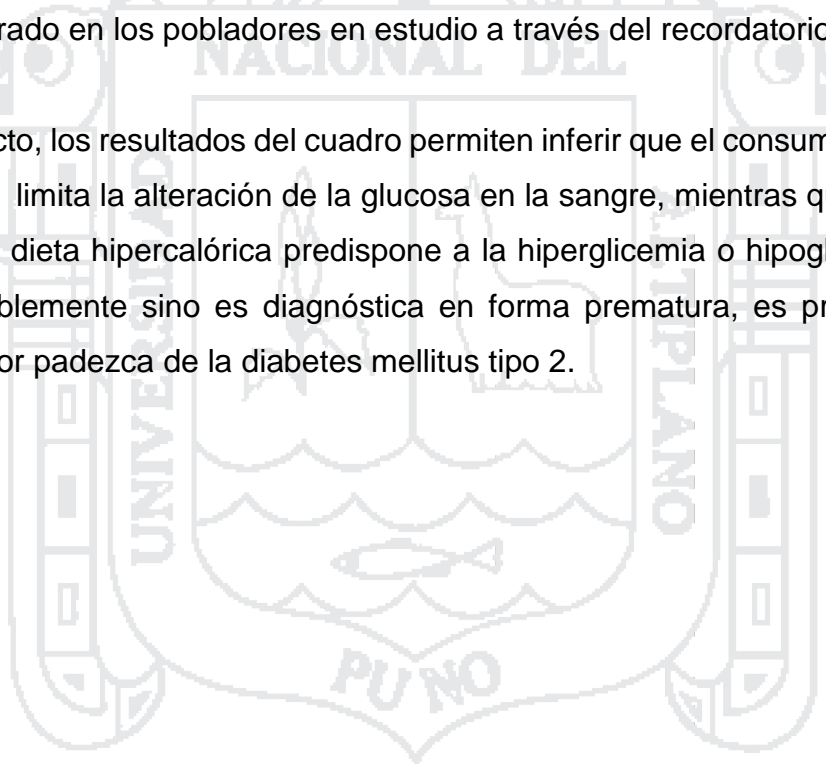 rado en los pobladores en estudio a través del recordatorio
NACIONAL DEL
cto, los resultados del cuadro permiten inferir que el consum
limita la alteración de la glucosa en la sangre, mientras q
dieta hipercalórica predispone a la hiperglicemia o hipogl
blemente sino es diagnóstica en forma prematura, es pr
or padezca de la diabetes mellitus tipo 2.
UNIVERSIDAD
ALTIPLANO
PUNO